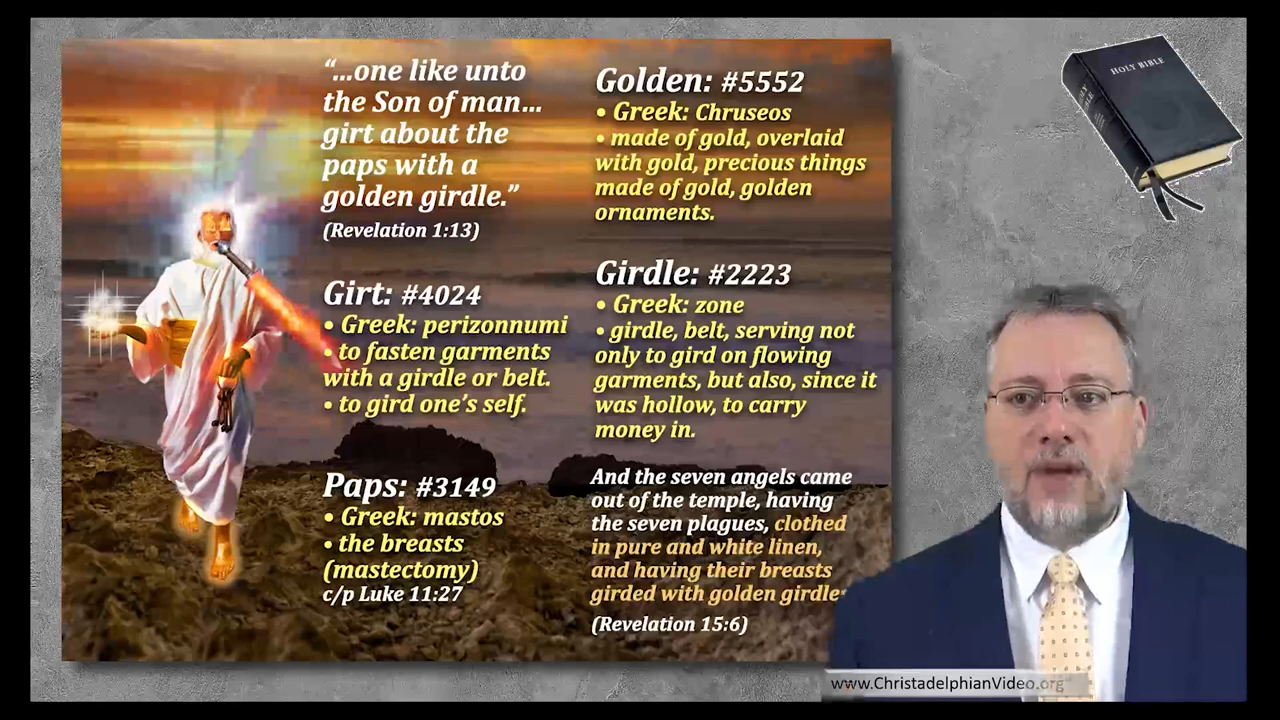 “...one like unto
the Son of man...
girt about the
paps with a
golden girdle.”
(Revelation 1:13)
Girt: #4024
• Greek: perizonnumi
• to fasten garments
with a girdle or belt.
• to gird one’s self.
Paps: #3149
• Greek: mastos
• the breasts
(mastectomy)
c/p Luke 11:27
Golden: #5552
• Greek: Chruseos
• made of gold, overlaid
with gold, precious things
made of gold, golden
ornaments.
Girdle: #2223
• Greek: zone
• girdle, belt, serving not
only to gird on flowing
garments, but also, since it
was hollow, to carry
money in.
And the seven angels came
out of the temple, having
the seven plagues, clothed
in pure and white linen,
and having their breasts
girded with golden girdle
(Revelation 15:6)
HOLY BIBLE
www.ChristadelphianVideo.org